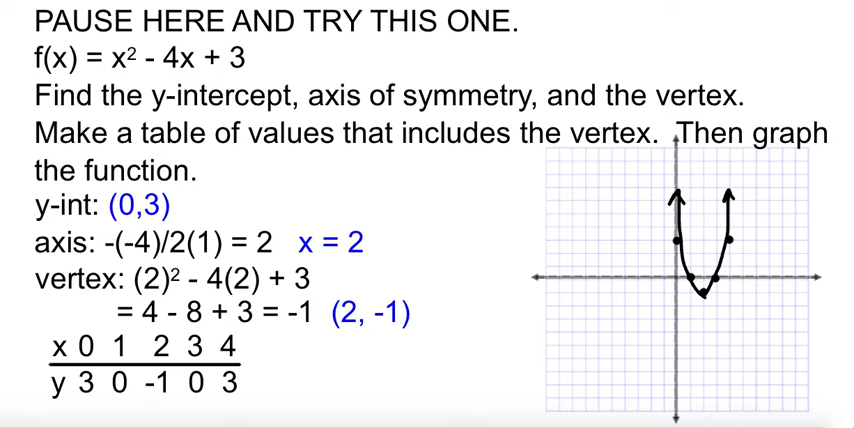 PAUSE HERE AND TRY THIS ONE.
f(x) = x² - 4x + 3
Find the y-intercept, axis of symmetry, and the vertex.
Make a table of values that includes the vertex. Then graph
the function.
y-int: (0,3)
axis: -(-4)/2(1) = 2 x = 2
vertex: (2)² - 4(2) + 3
= 4 - 8 + 3 = -1 (2, -1)
x 0 1 2 3 4
y 3 0 -1 0 3